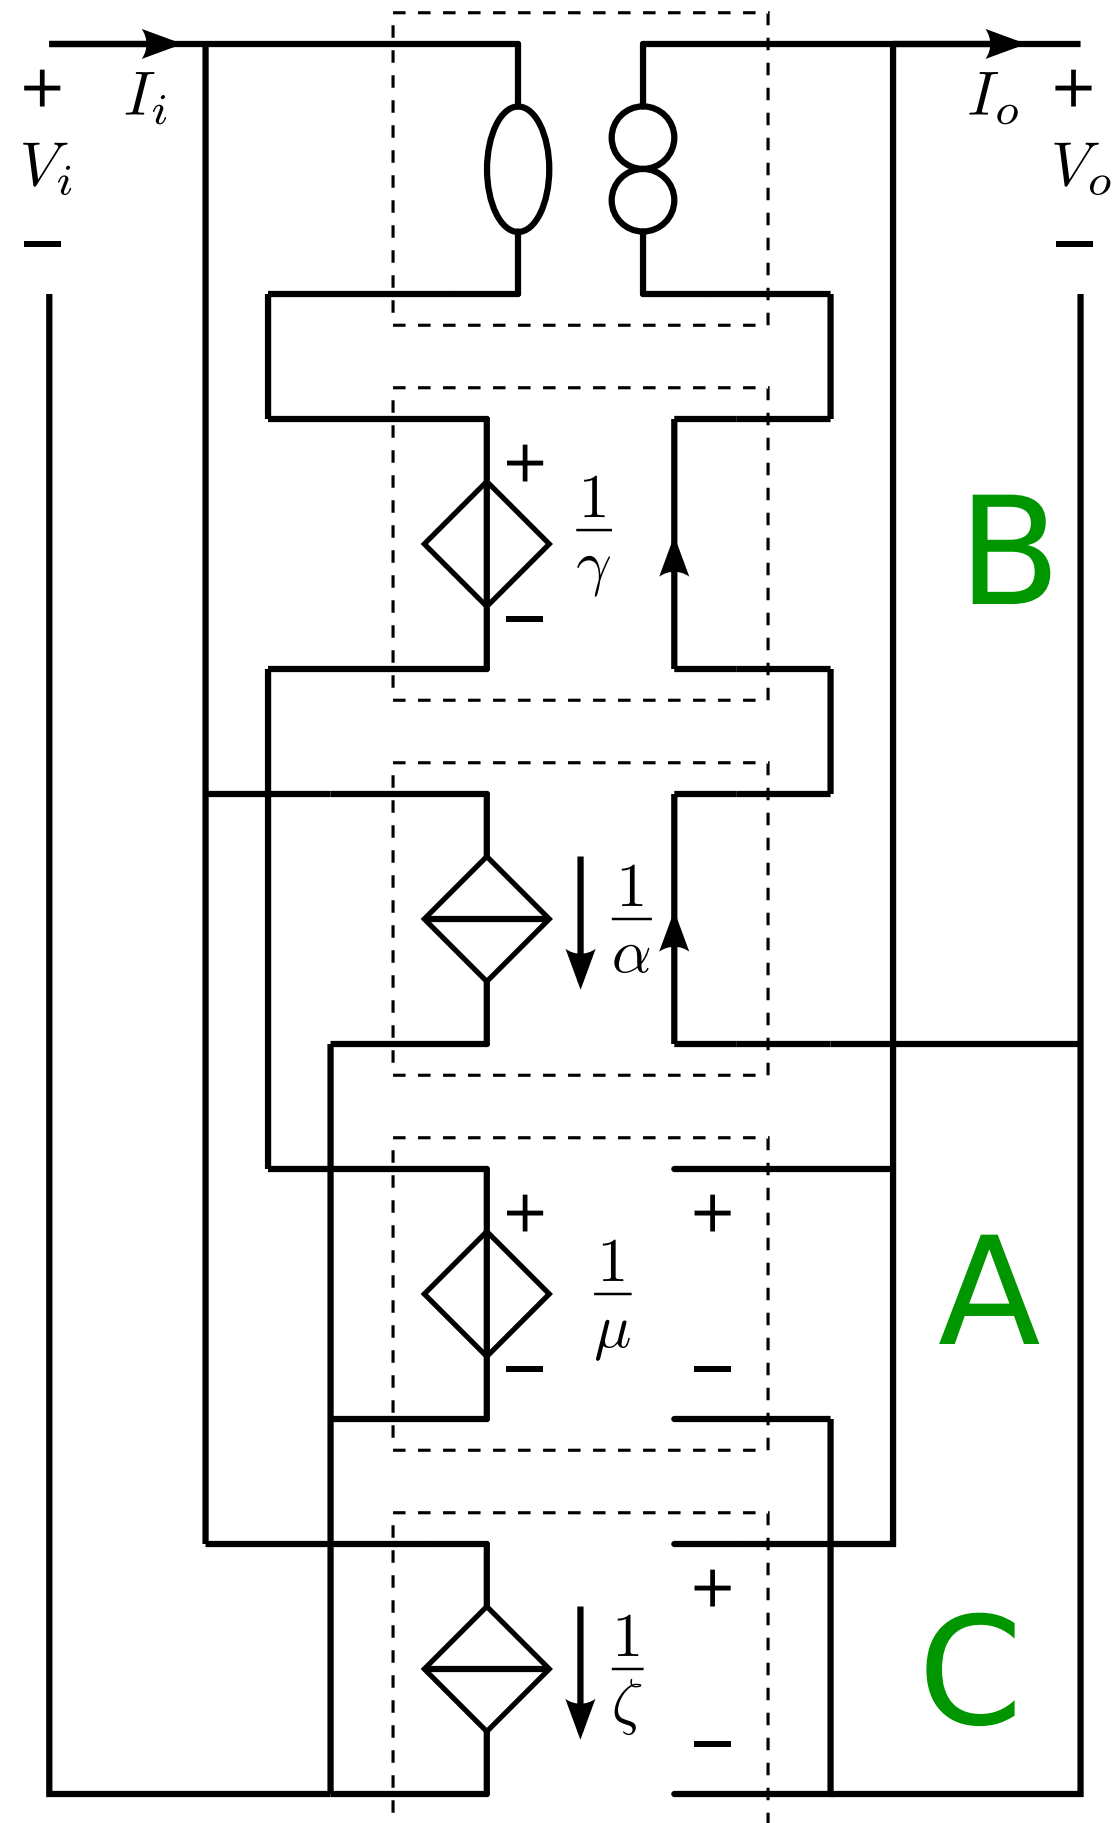 + I_i I_o +
V_i V_o
− −
+
1/γ
−
B
1/α
+ +
1/μ
A
− −
+
1/ζ
C
−